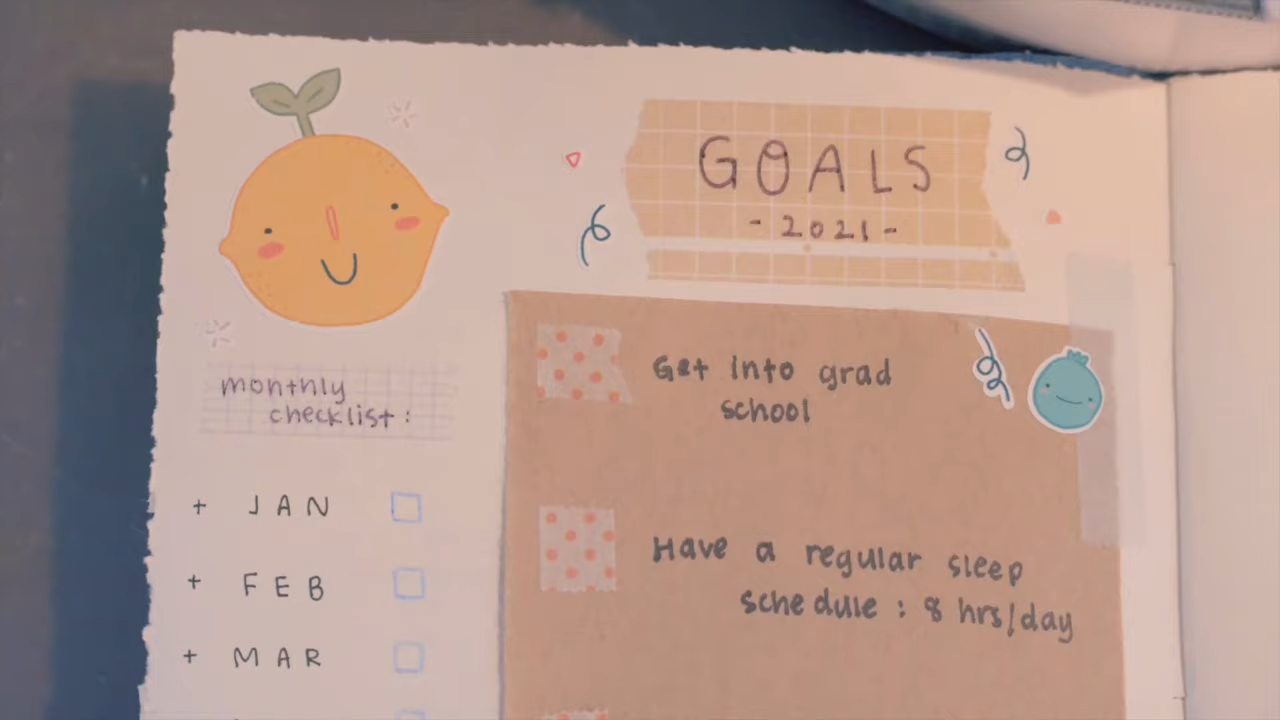 GOALS
- 2021 -
monthly
checklist:
+ JAN
+ FEB
+ MAR
Get into grad
school
Have a regular sleep
schedule: 8 hrs/day